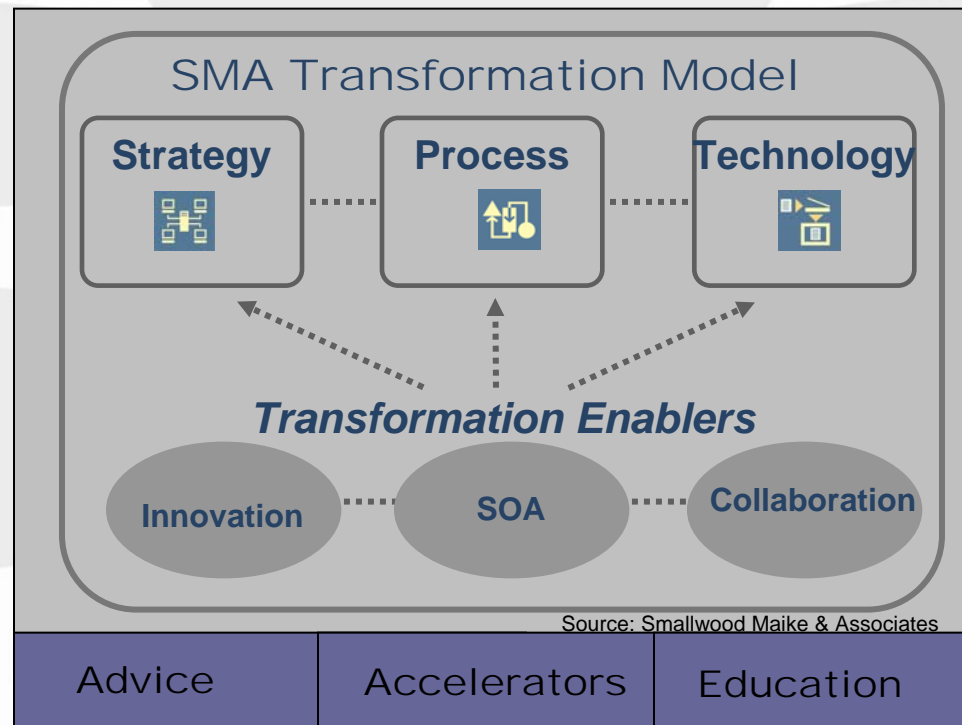 SMA Transformation Model
Strategy
Process
Technology
Transformation Enablers
Innovation
SOA
Collaboration
Source: Smallwood Maike & Associates
Advice
Accelerators
Education